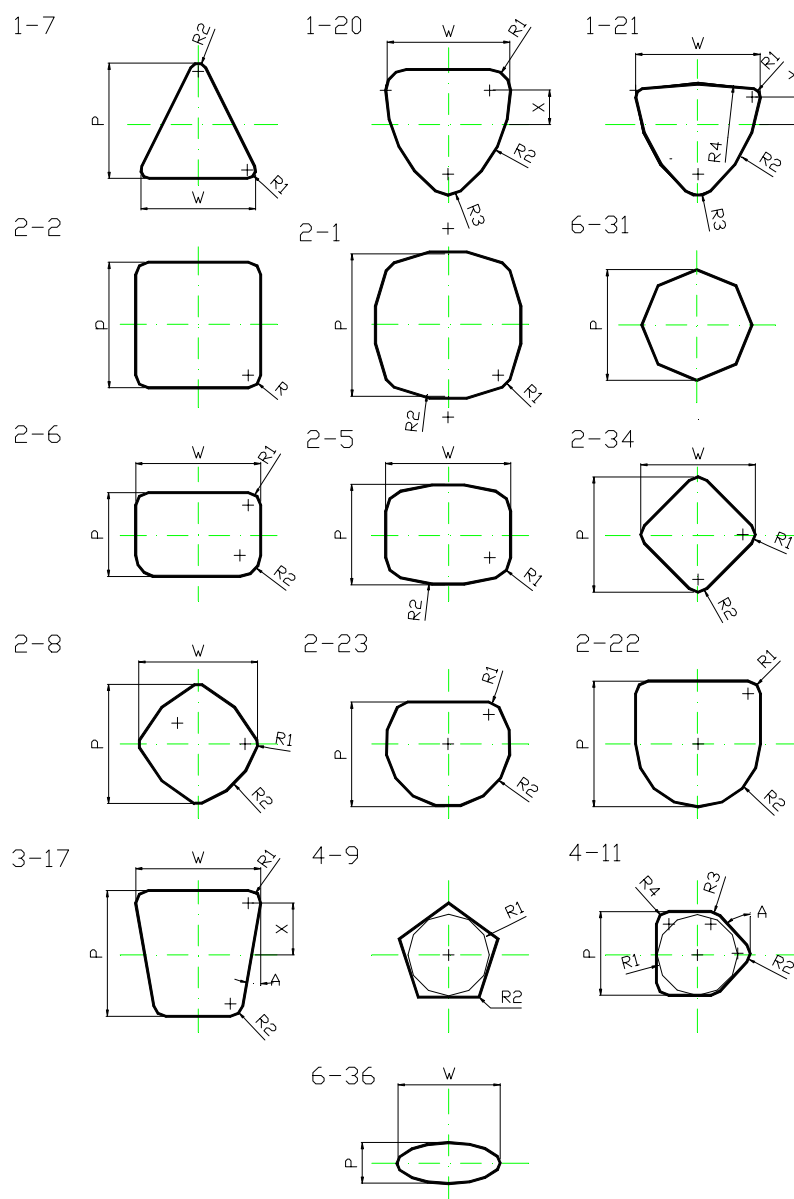 1-7 1-20 1-21
R2 W R1 W R1
P X X
R4
R2 R2
R1 W R3 R3
2-2 2-1 6-31
P P P
R R1
R2
2-6 2-5 2-34
W R1 W W
P P P R1
R2 R1 R2
R2
2-8 2-23 2-22
W R1 R1
P R1 P P
R2 R2 R2
3-17 4-9 4-11
W R1 R1 R4 R3 A
P X P
R1 R2
A R2
R2
6-36
W
P